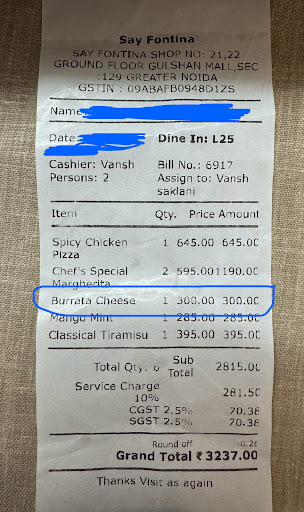 Say Fontina
SAY FONTINA SHOP NO: 21,22
GROUND FLOOR GULSHAN MALL,SEC
:129 GREATER NOIDA
GSTIN : 09ABAFB0948D1ZS
Name
Date: Dine In: L25
Cashier: Vansh Bill No.: 6917
Persons: 2 Assign to: Vansh
saklani
Item Qty. Price Amount
Spicy Chicken 1 645.00 645.00
Pizza
Chef's Special 2 595.00 1190.00
Margherita
Burrata Cheese 1 300.00 300.00
Mango Mint 1 285.00 285.00
Classical Tiramisu 1 395.00 395.00
Total Qty: 6 Sub 2815.00
Total
Service Charge 281.50
10%
CGST 2.5% 70.38
SGST 2.5% 70.38
Round off -0.26
Grand Total ₹ 3237.00
Thanks Visit as again